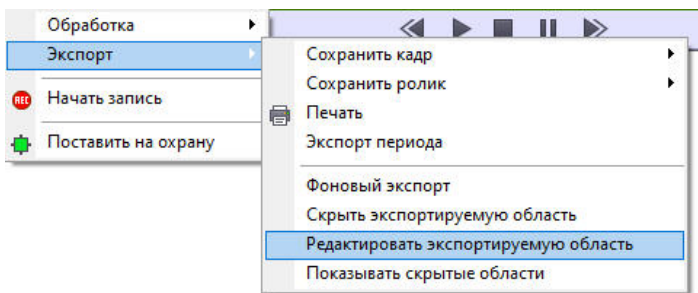 Обработка
Экспорт
REC
Начать запись
Поставить на охрану
Сохранить кадр
Сохранить ролик
Печать
Экспорт периода
Фоновый экспорт
Скрыть экспортируемую область
Редактировать экспортируемую область
Показывать скрытые области